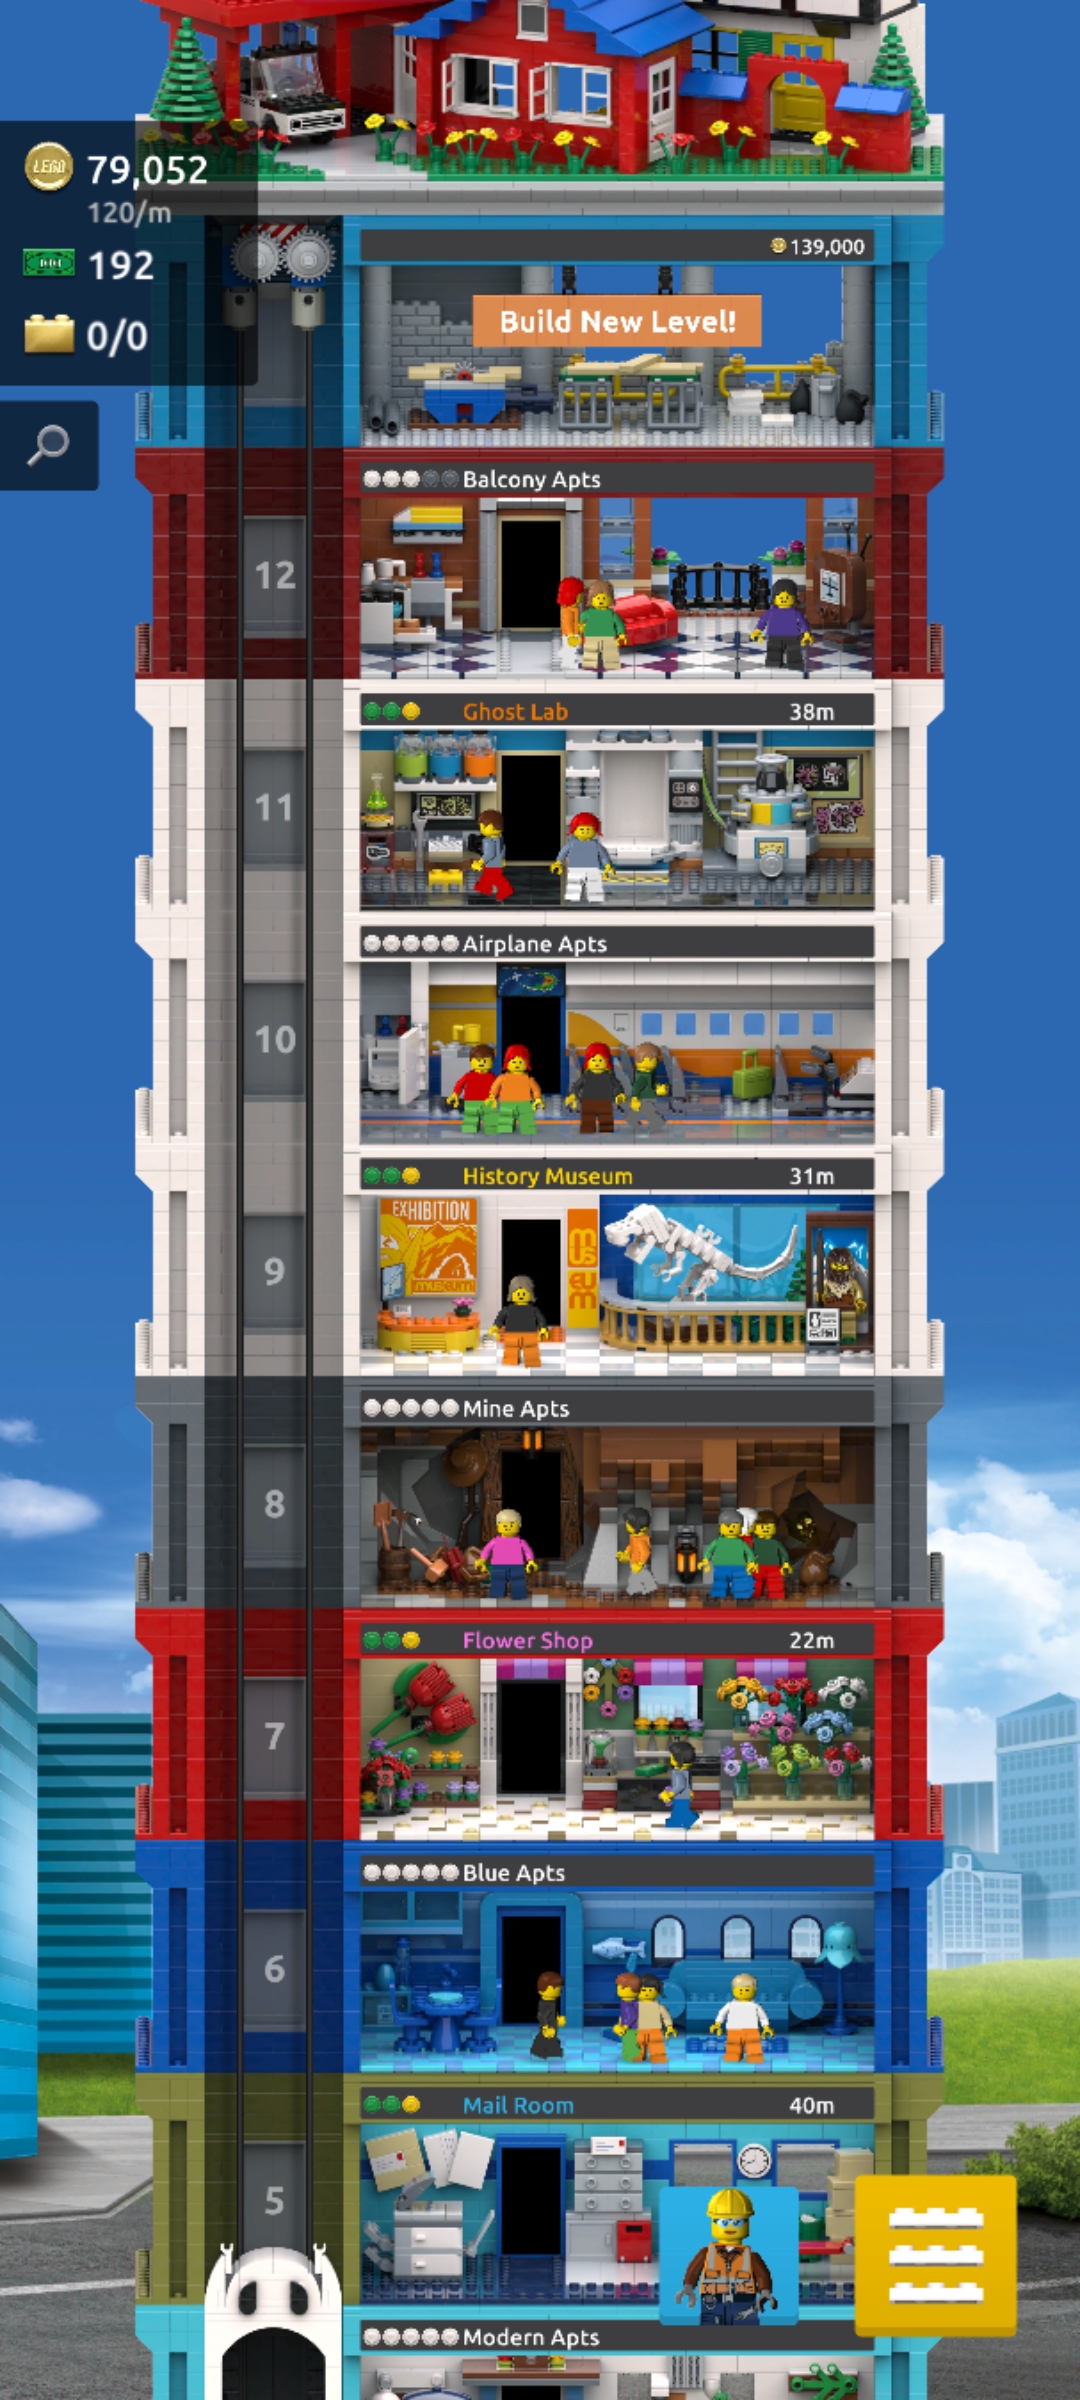 LEGO
79,052
120/m
192
0/0
139,000
Build New Level!
Balcony Apts
12
Ghost Lab 38m
11
Airplane Apts
10
History Museum 31m
EXHIBITION
museum
MUSEUM
9
Mine Apts
8
Flower Shop 22m
7
Blue Apts
6
Mail Room 40m
5
Modern Apts